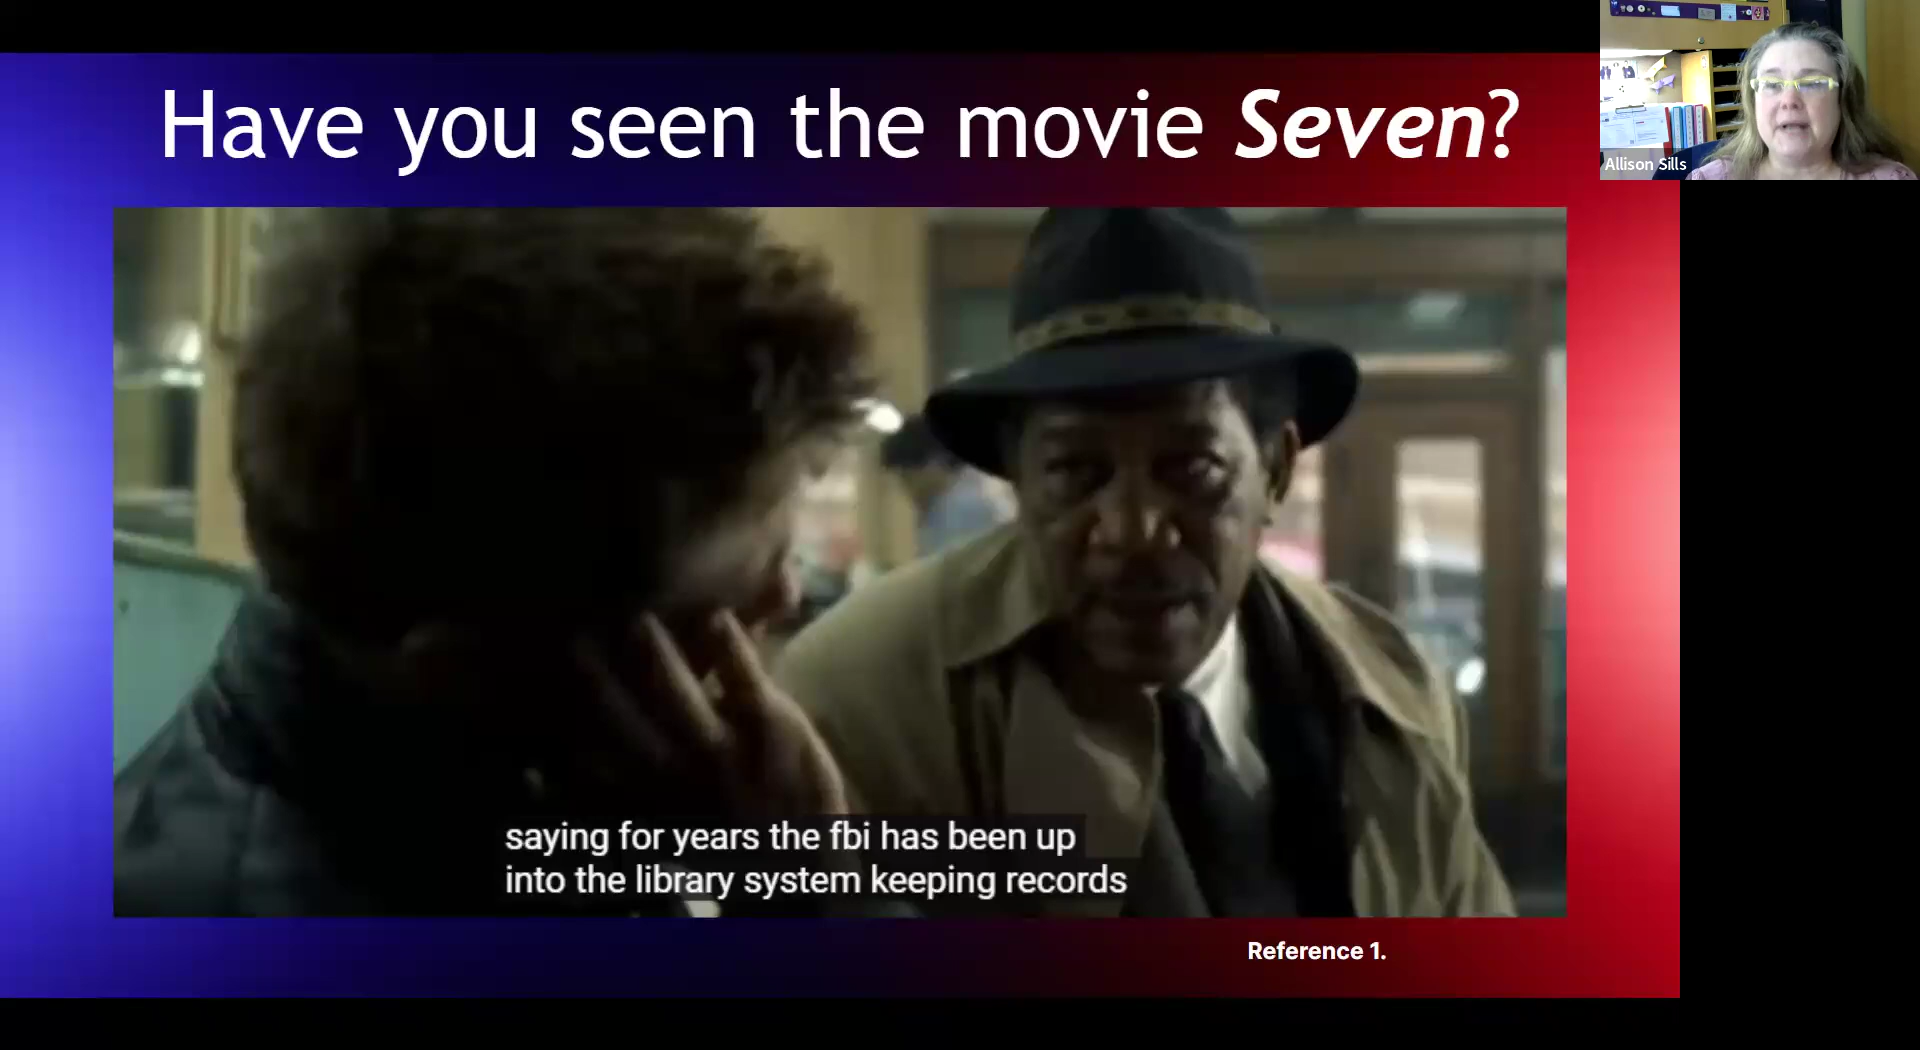 Have you seen the movie Seven?
Allison Sills
saying for years the fbi has been up
into the library system keeping records
Reference 1.